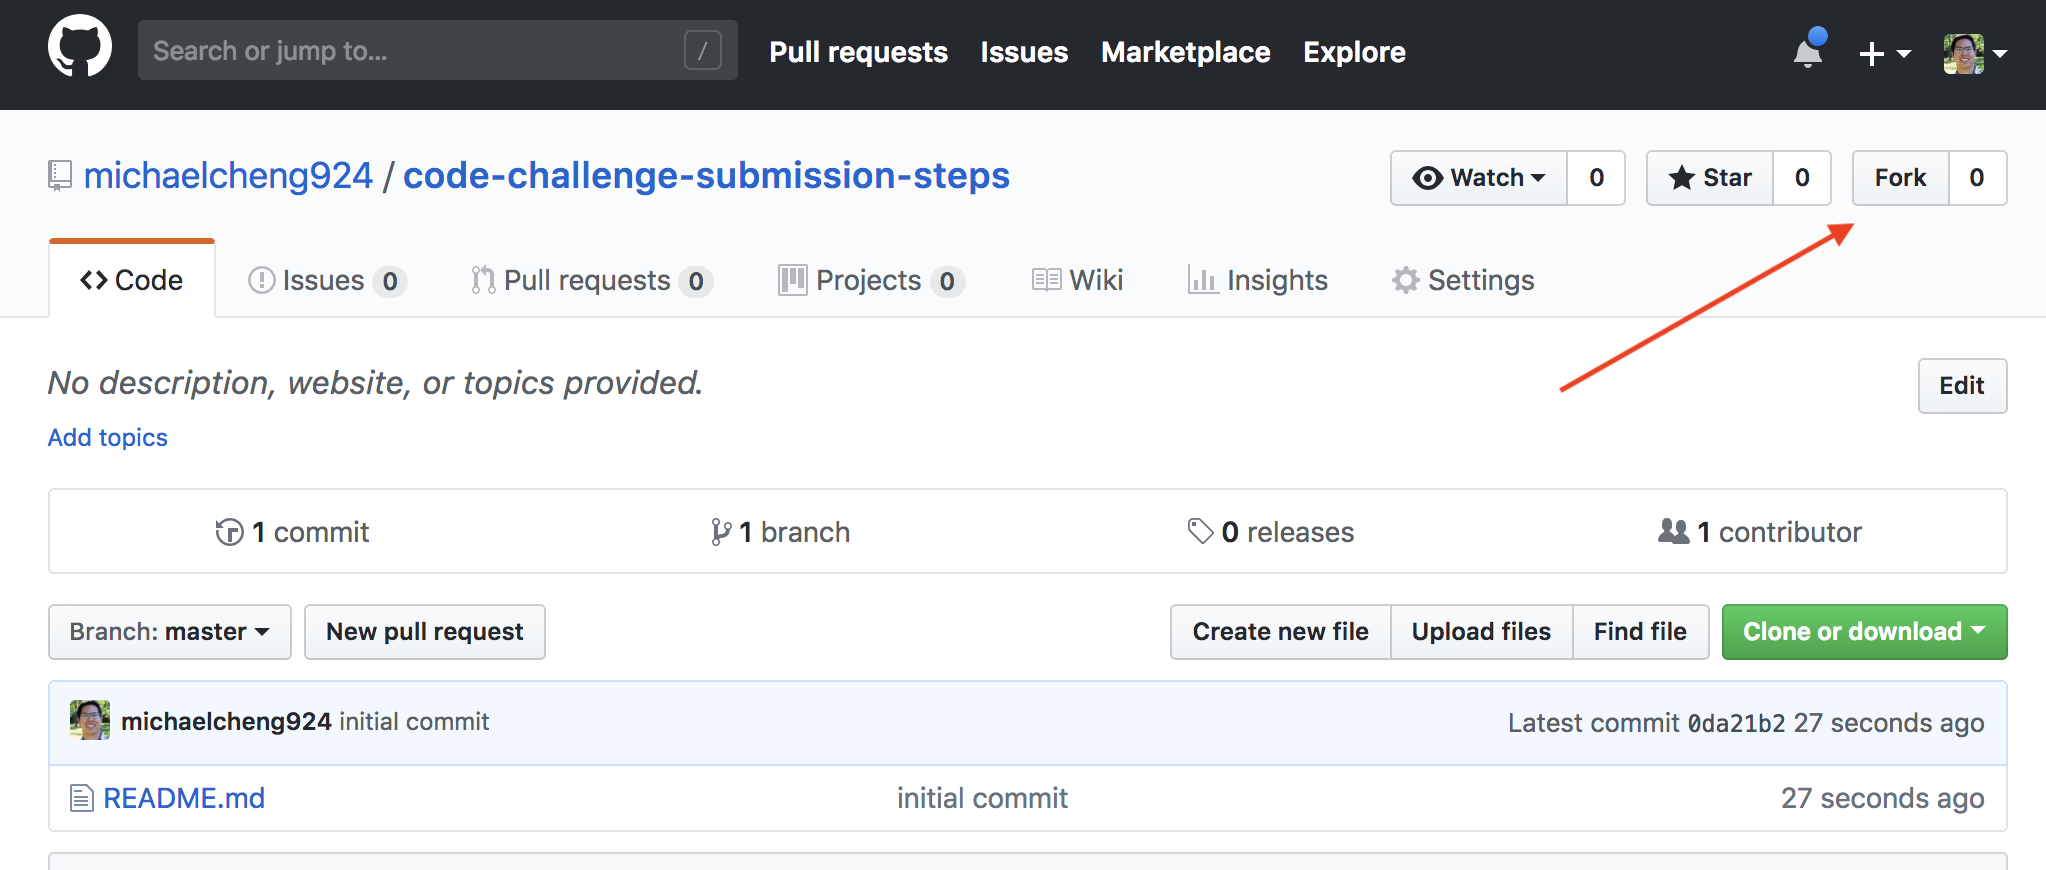 Search or jump to... / Pull requests Issues Marketplace Explore
michaelcheng924 / code-challenge-submission-steps Watch 0 Star 0 Fork 0
Code Issues 0 Pull requests 0 Projects 0 Wiki Insights Settings
No description, website, or topics provided. Edit
Add topics
1 commit 1 branch 0 releases 1 contributor
Branch: master New pull request Create new file Upload files Find file Clone or download
michaelcheng924 initial commit Latest commit 0da21b2 27 seconds ago
README.md initial commit 27 seconds ago